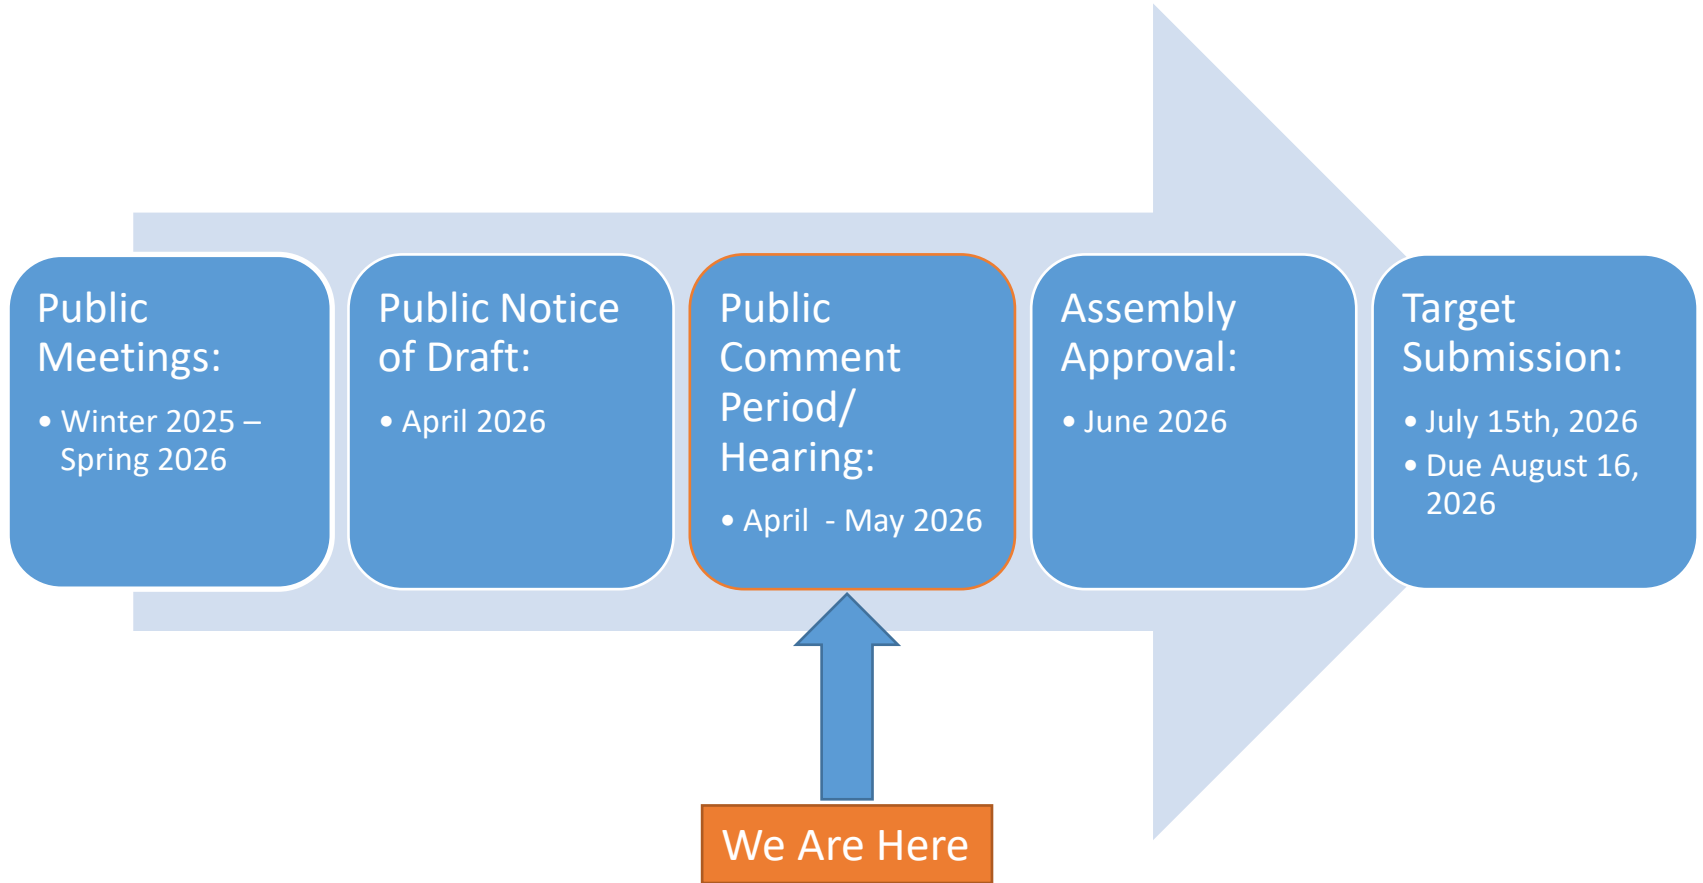 Public
Meetings:
• Winter 2025 –
Spring 2026
Public Notice
of Draft:
• April 2026
Public
Comment
Period/
Hearing:
• April  - May 2026
Assembly
Approval:
• June 2026
Target
Submission:
• July 15th, 2026
• Due August 16,
2026
We Are Here